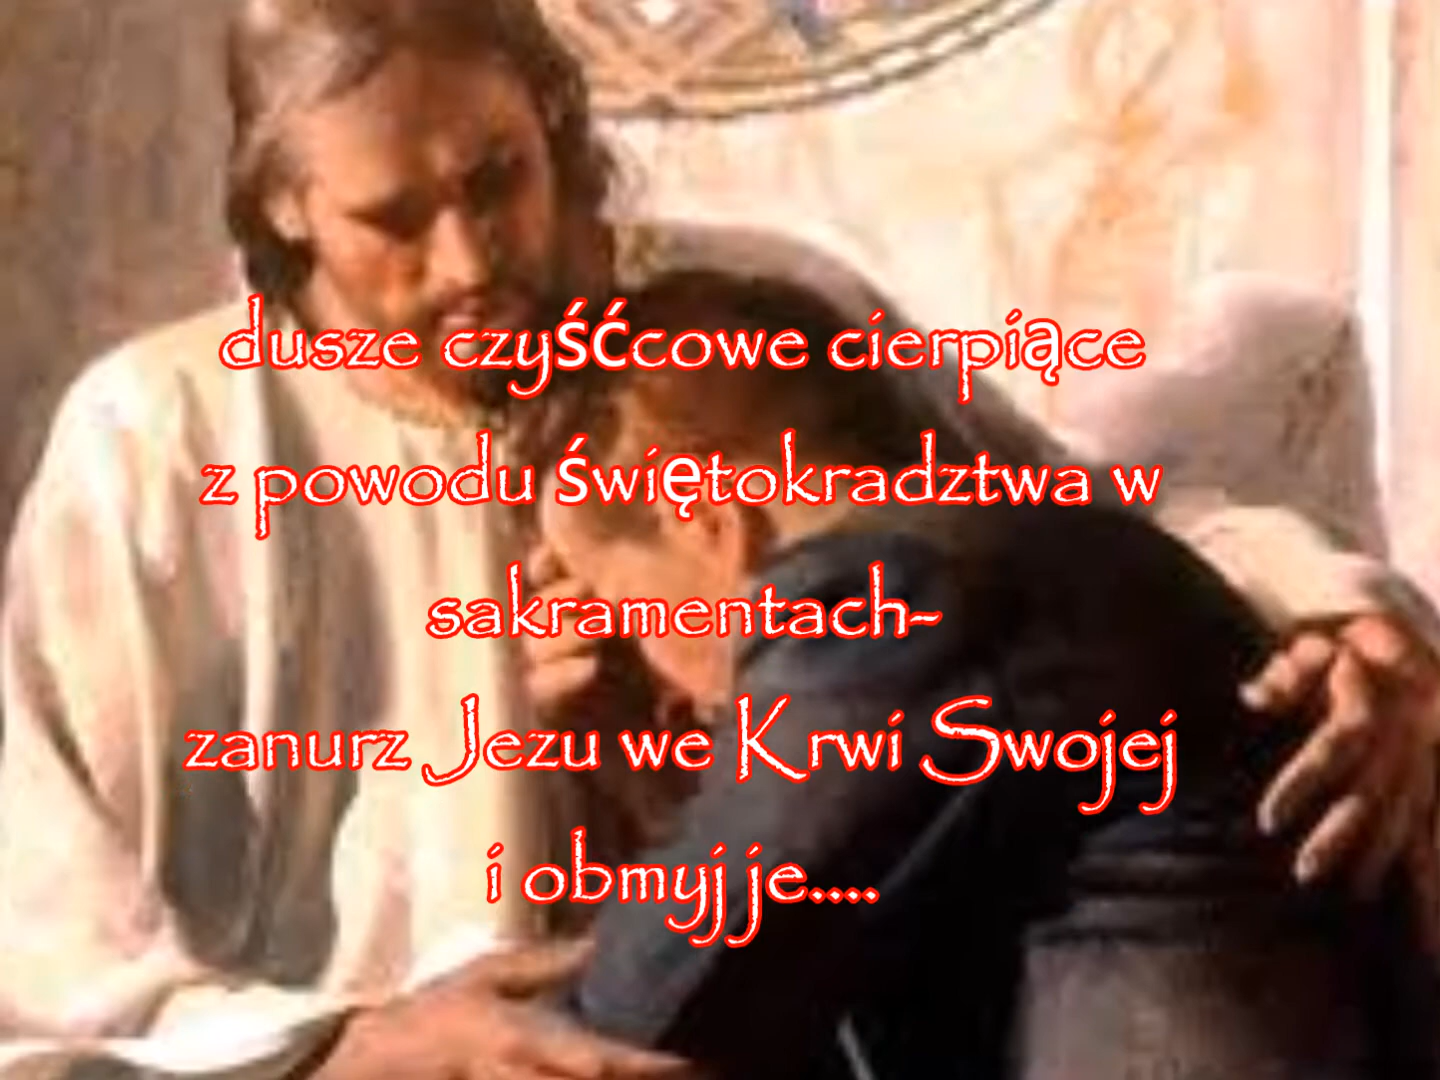 dusze czyśćcowe cierpiące
z powodu świętokradztwa w
sakramentach-
zanurz Jezu we Krwi Swojej
i obmyj je....